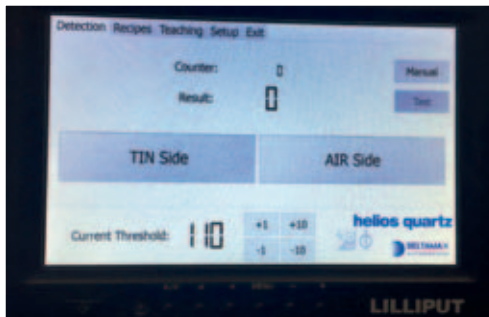 Detection Recipes Teaching Setup Exit
Counter: 0
Manual
Result: 0
Test
TIN Side AIR Side
+1 +10
helios quartz
Current Threshold: 110
-1 -10
DELTAMAX
LILLIPUT